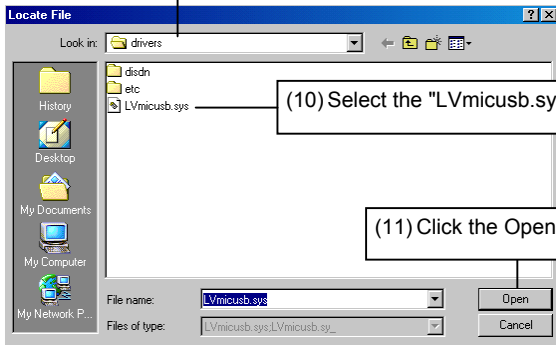 Locate File
Look in: drivers
disdn
etc
LVmicusb.sys
(10) Select the "LVmicusb.sy
History
Desktop
My Documents
My Computer
My Network P...
(11) Click the Open
File name: LVmicusb.sys Open
Files of type: LVmicusb.sys;LVmicusb.sy_ Cancel